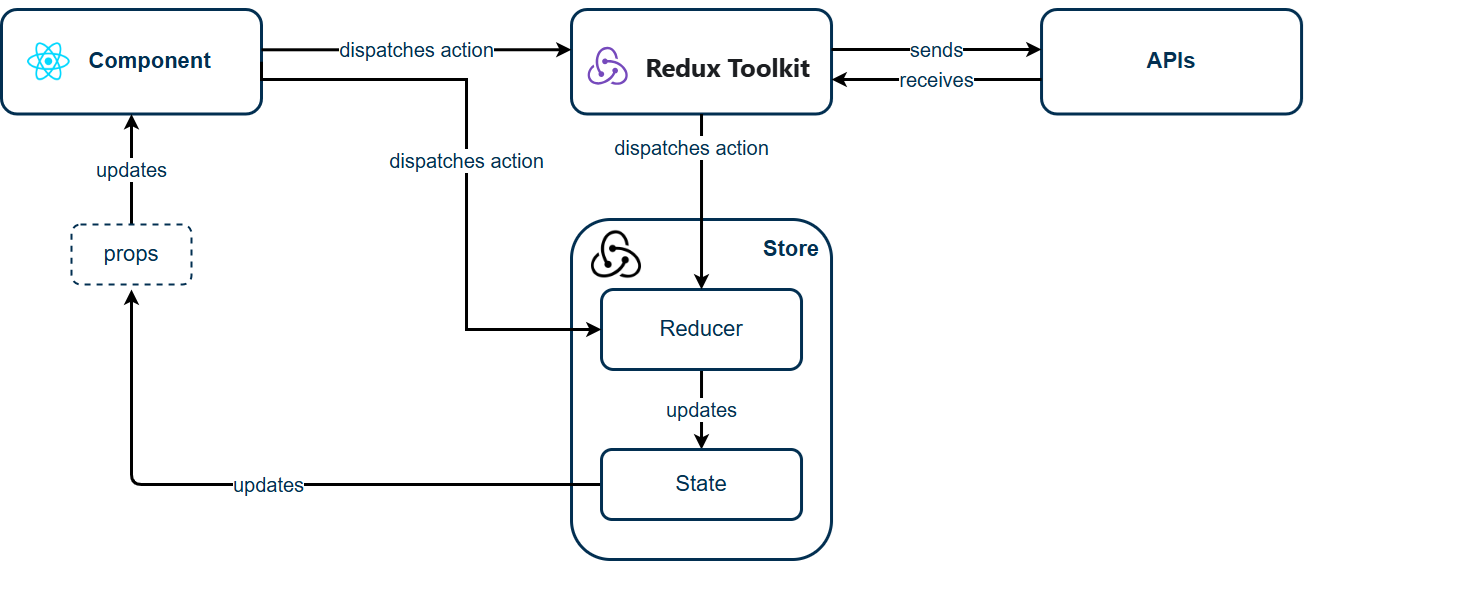 Component
dispatches action
Redux Toolkit
sends
receives
APIs
dispatches action
dispatches action
updates
props
Store
Reducer
updates
State
updates